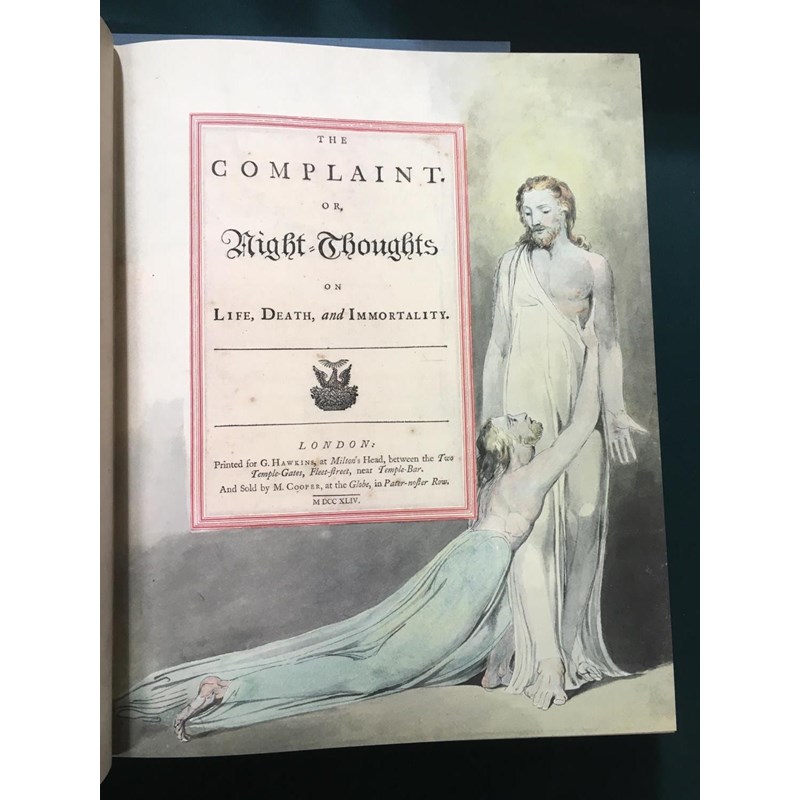 THE
COMPLAINT.
OR,
Night-Thoughts
ON
LIFE, DEATH, and IMMORTALITY.
LONDON:
Printed for G. HAWKINS, at Milton's Head, between the Two
Temple-Gates, Fleet-street, near Temple-Bar.
And Sold by M. COOPER, at the Globe, in Pater-noster Row.
MDCCXLIV.